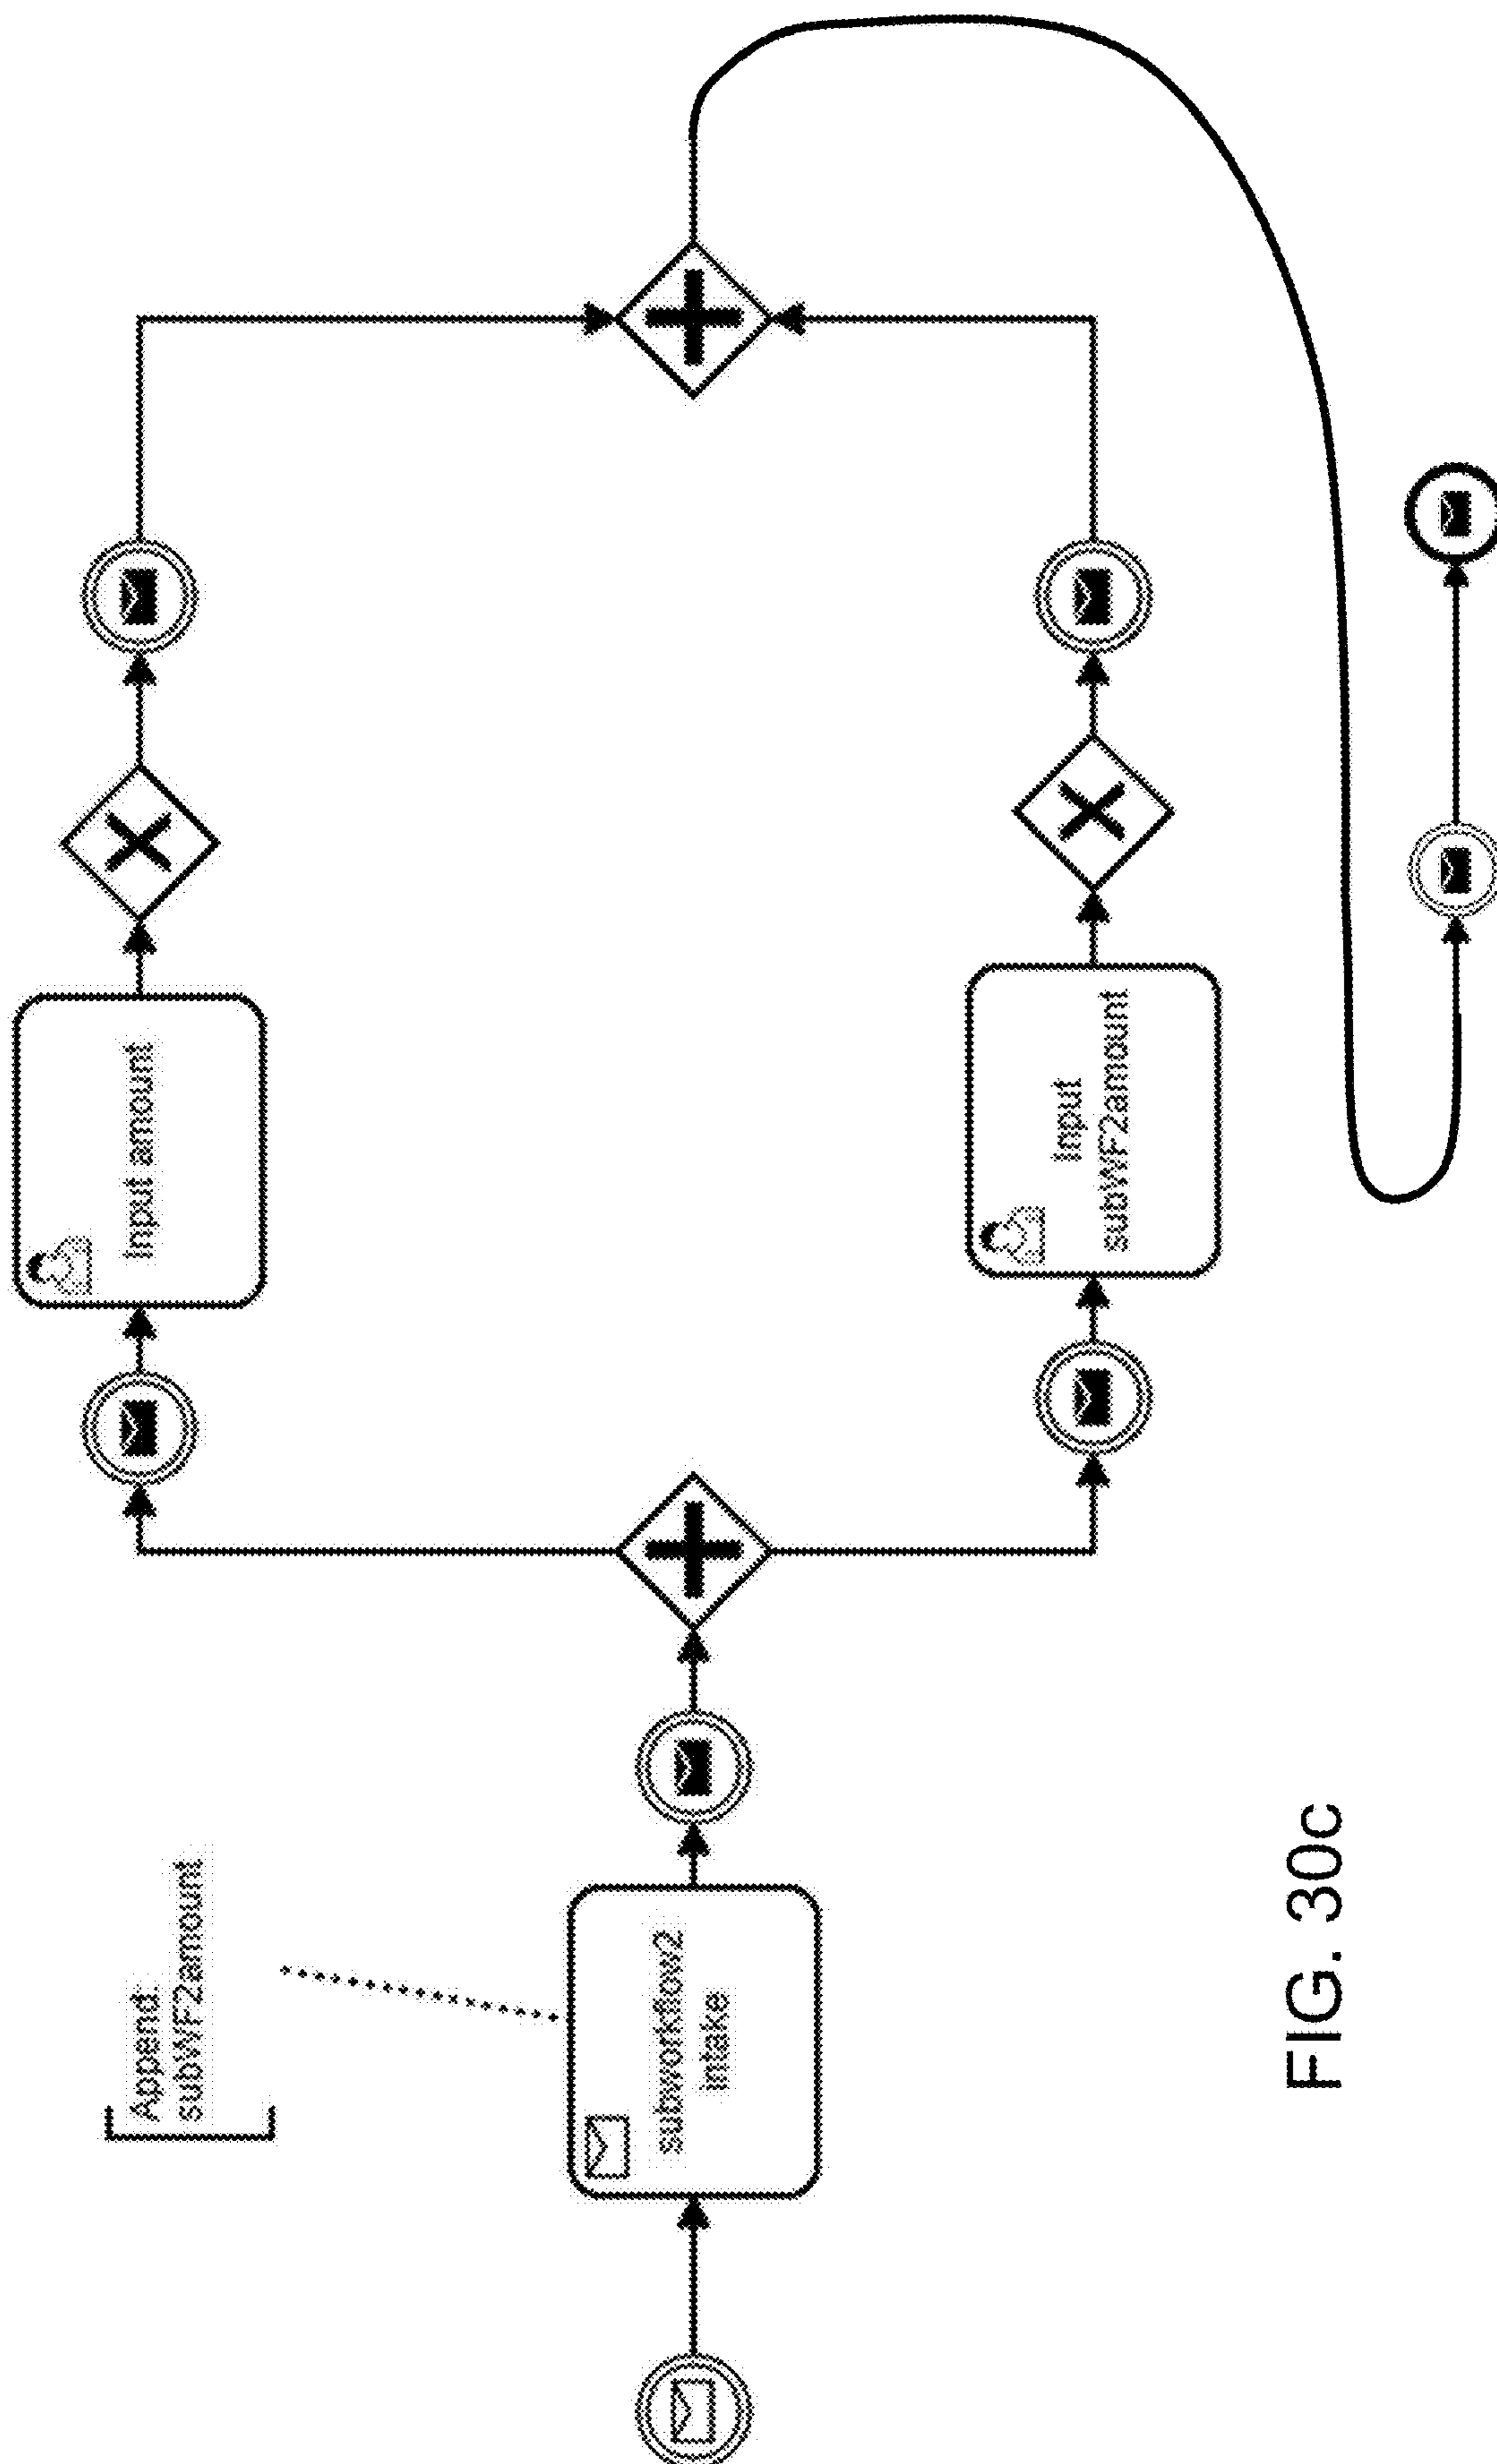 Append:
subWF2amount
subworkflow2
intake
Input amount
Input
subWF2amount
FIG. 30c